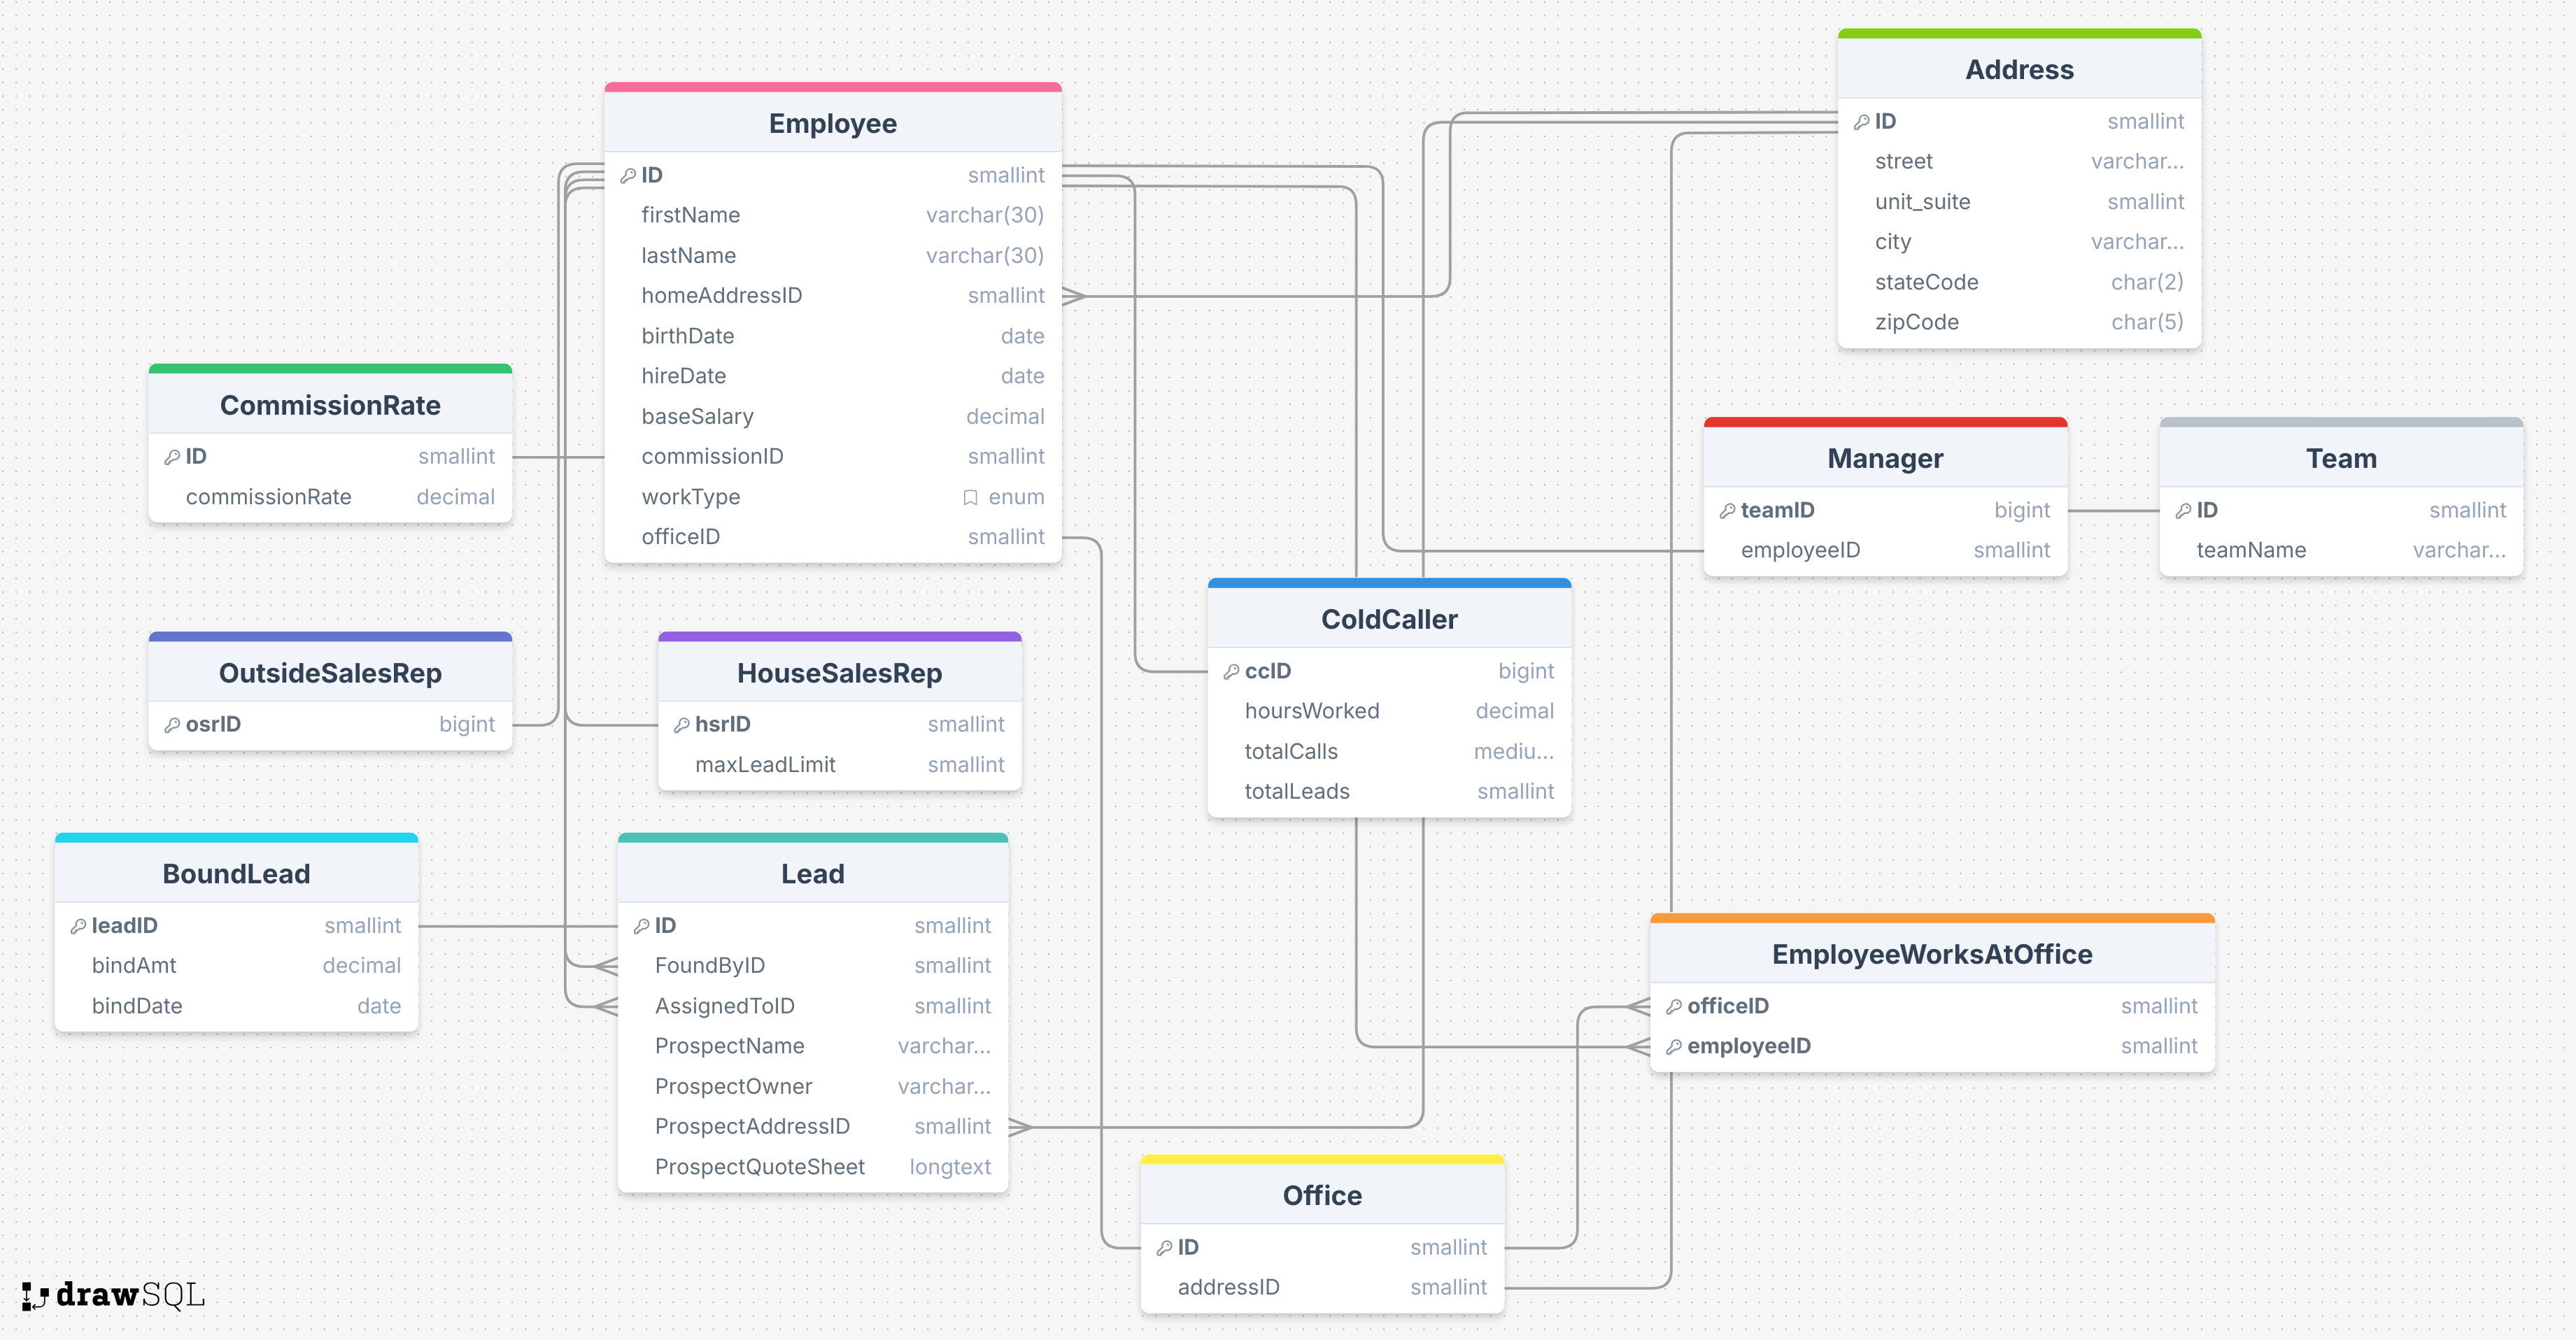 Employee
ID smallint
firstName varchar(30)
lastName varchar(30)
homeAddressID smallint
birthDate date
hireDate date
baseSalary decimal
commissionID smallint
workType enum
officeID smallint
Address
ID smallint
street varchar...
unit_suite smallint
city varchar...
stateCode char(2)
zipCode char(5)
CommissionRate
ID smallint
commissionRate decimal
Manager
teamID bigint
employeeID smallint
Team
ID smallint
teamName varchar...
OutsideSalesRep
osrID bigint
HouseSalesRep
hsrID smallint
maxLeadLimit smallint
ColdCaller
ccID bigint
hoursWorked decimal
totalCalls mediu...
totalLeads smallint
BoundLead
leadID smallint
bindAmt decimal
bindDate date
Lead
ID smallint
FoundByID smallint
AssignedToID smallint
ProspectName varchar...
ProspectOwner varchar...
ProspectAddressID smallint
ProspectQuoteSheet longtext
EmployeeWorksAtOffice
officeID smallint
employeeID smallint
Office
ID smallint
addressID smallint
drawSQL